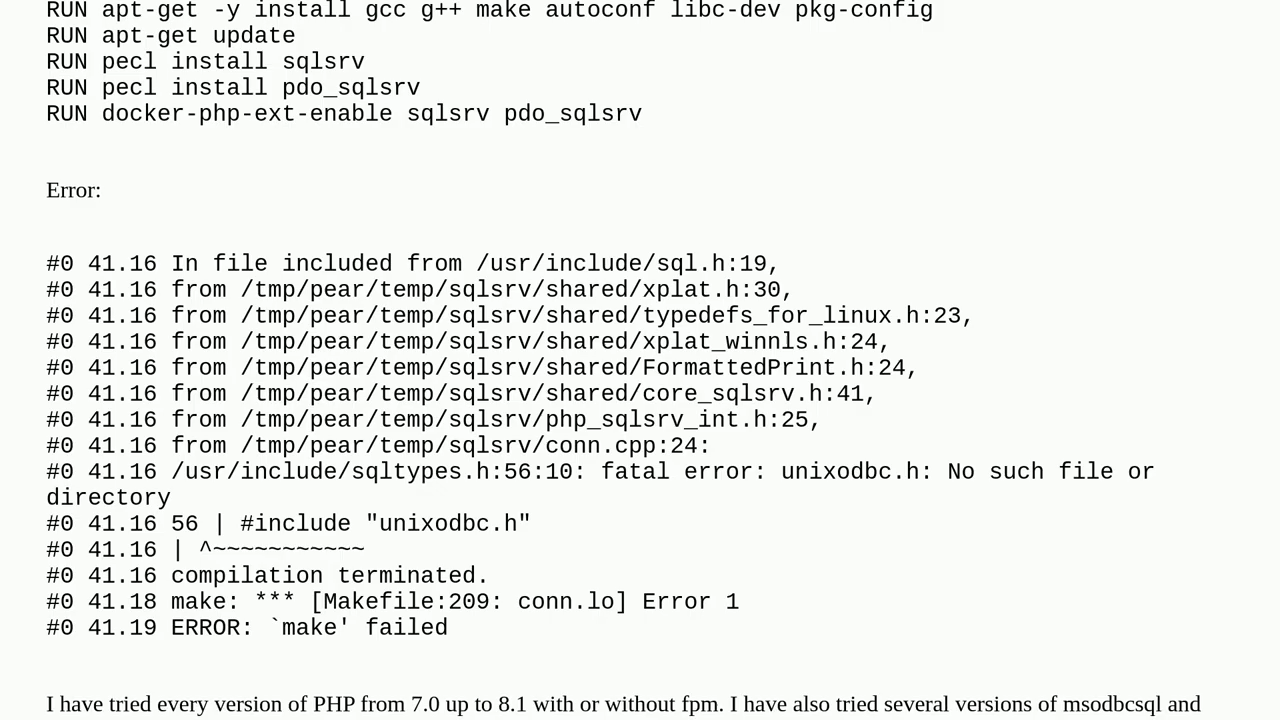 RUN apt-get -y install gcc g++ make autoconf libc-dev pkg-config
RUN apt-get update
RUN pecl install sqlsrv
RUN pecl install pdo_sqlsrv
RUN docker-php-ext-enable sqlsrv pdo_sqlsrv
Error:
#0 41.16 In file included from /usr/include/sql.h:19,
#0 41.16 from /tmp/pear/temp/sqlsrv/shared/xplat.h:30,
#0 41.16 from /tmp/pear/temp/sqlsrv/shared/typedefs_for_linux.h:23,
#0 41.16 from /tmp/pear/temp/sqlsrv/shared/xplat_winnls.h:24,
#0 41.16 from /tmp/pear/temp/sqlsrv/shared/FormattedPrint.h:24,
#0 41.16 from /tmp/pear/temp/sqlsrv/shared/core_sqlsrv.h:41,
#0 41.16 from /tmp/pear/temp/sqlsrv/php_sqlsrv_int.h:25,
#0 41.16 from /tmp/pear/temp/sqlsrv/conn.cpp:24:
#0 41.16 /usr/include/sqltypes.h:56:10: fatal error: unixodbc.h: No such file or
directory
#0 41.16 56 | #include "unixodbc.h"
#0 41.16 | ^~~~~~~~~~~~
#0 41.16 compilation terminated.
#0 41.18 make: *** [Makefile:209: conn.lo] Error 1
#0 41.19 ERROR: `make' failed
I have tried every version of PHP from 7.0 up to 8.1 with or without fpm. I have also tried several versions of msodbcsql and